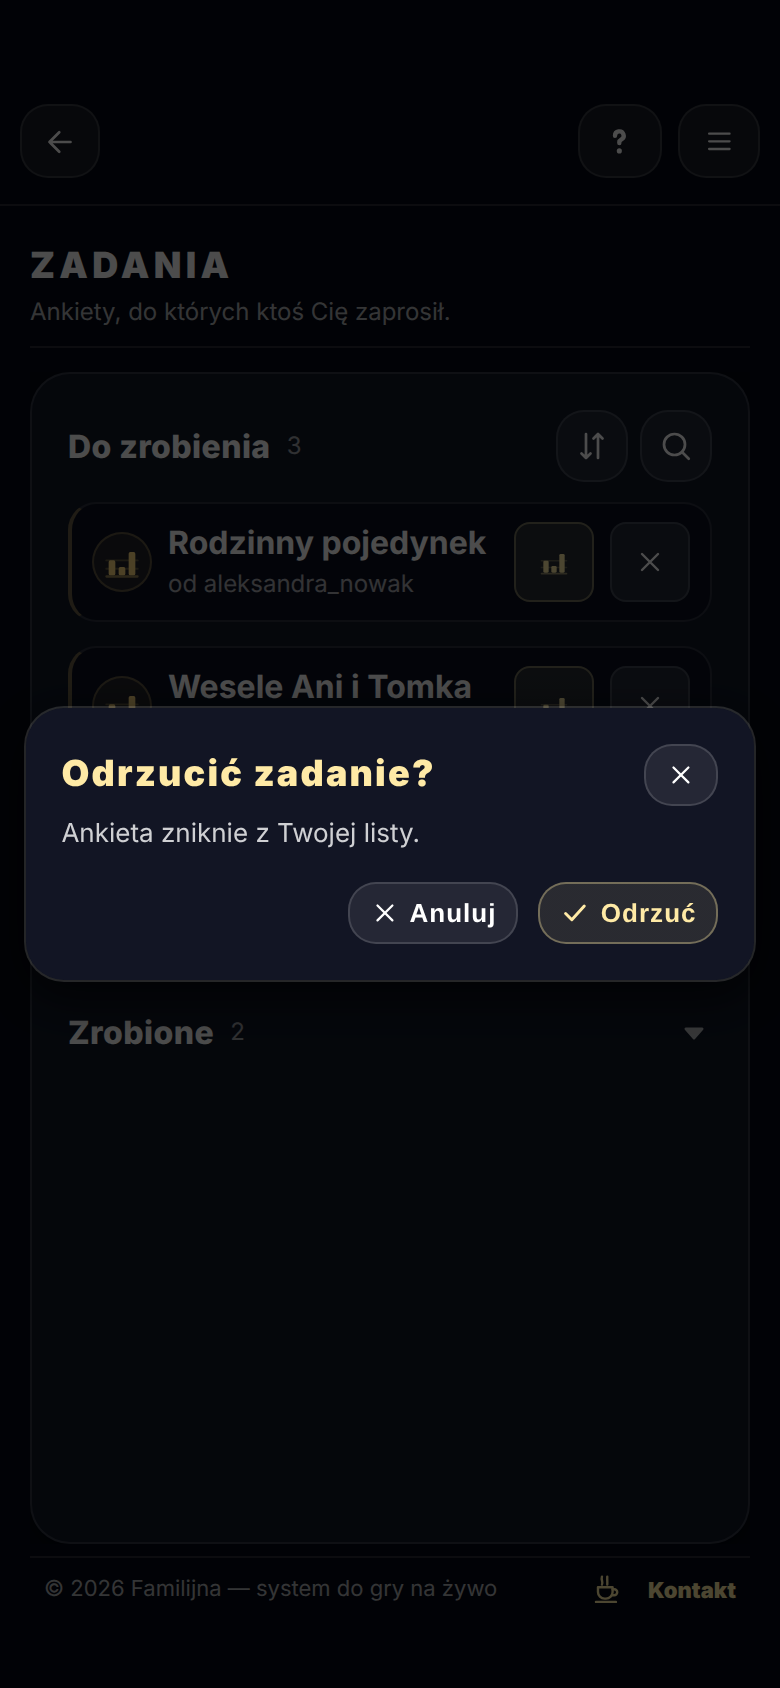 ?
ZADANIA
Ankiety, do których ktoś Cię zaprosił.
Do zrobienia 3
Rodzinny pojedynek
od aleksandra_nowak
Wesele Ani i Tomka
Odrzucić zadanie?
Ankieta zniknie z Twojej listy.
Anuluj
Odrzuć
Zrobione 2
© 2026 Familijna — system do gry na żywo
Kontakt